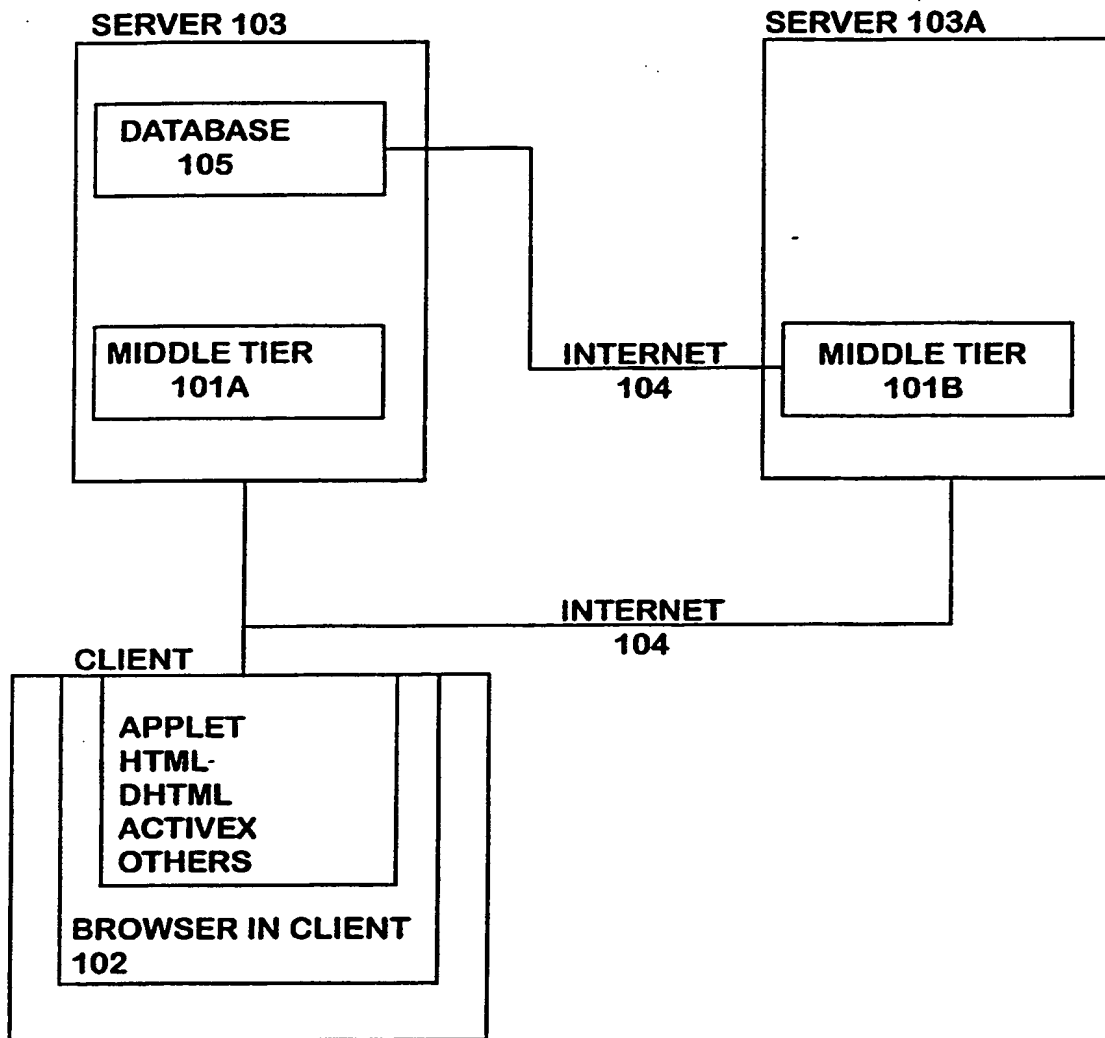 SERVER 103
SERVER 103A
DATABASE
105
MIDDLE TIER
101A
INTERNET
104
MIDDLE TIER
101B
INTERNET
104
CLIENT
APPLET
HTML-
DHTML
ACTIVEX
OTHERS
BROWSER IN CLIENT
102